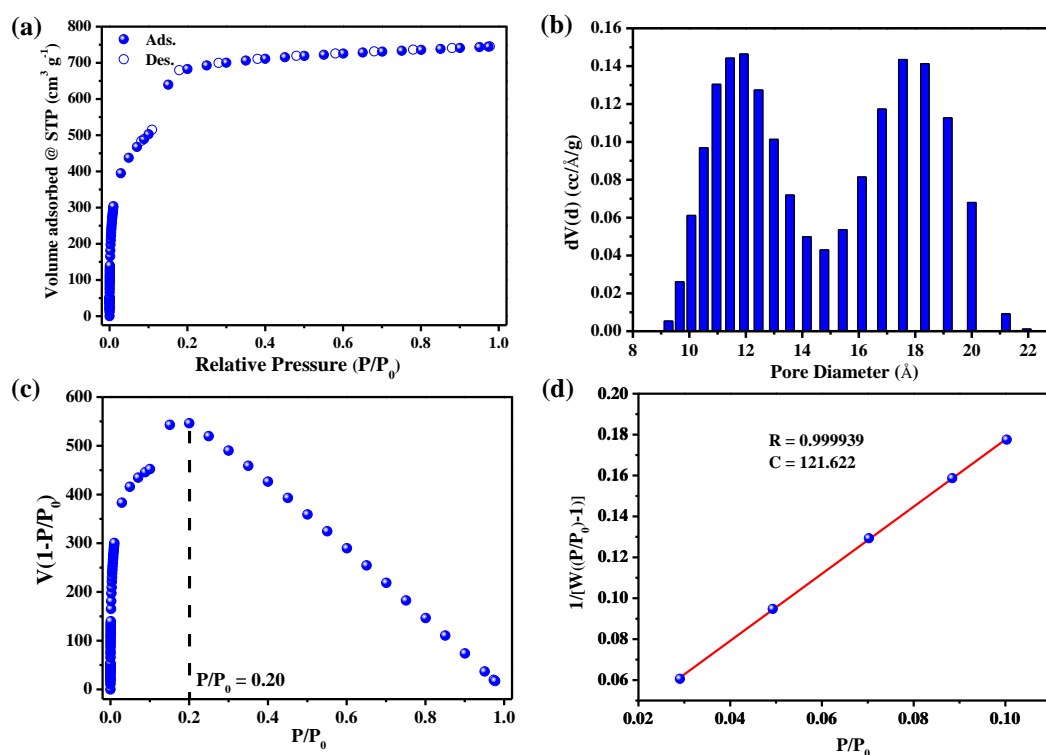 (a)
800
700
600
500
400
300
200
100
0
Volume adsorbed @ STP (cm³ g⁻¹)
Ads.
Des.
0.0 0.2 0.4 0.6 0.8 1.0
Relative Pressure (P/P₀)
(b)
0.16
0.14
0.12
0.10
0.08
0.06
0.04
0.02
0.00
dV(d) (cc/Å/g)
8 10 12 14 16 18 20 22
Pore Diameter (Å)
(c)
600
500
400
300
200
100
0
V(1-P/P₀)
P/P₀ = 0.20
0.0 0.2 0.4 0.6 0.8 1.0
P/P₀
(d)
0.20
0.18
0.16
0.14
0.12
0.10
0.08
0.06
1/[W((P/P₀)-1)]
R = 0.999939
C = 121.622
0.02 0.04 0.06 0.08 0.10
P/P₀